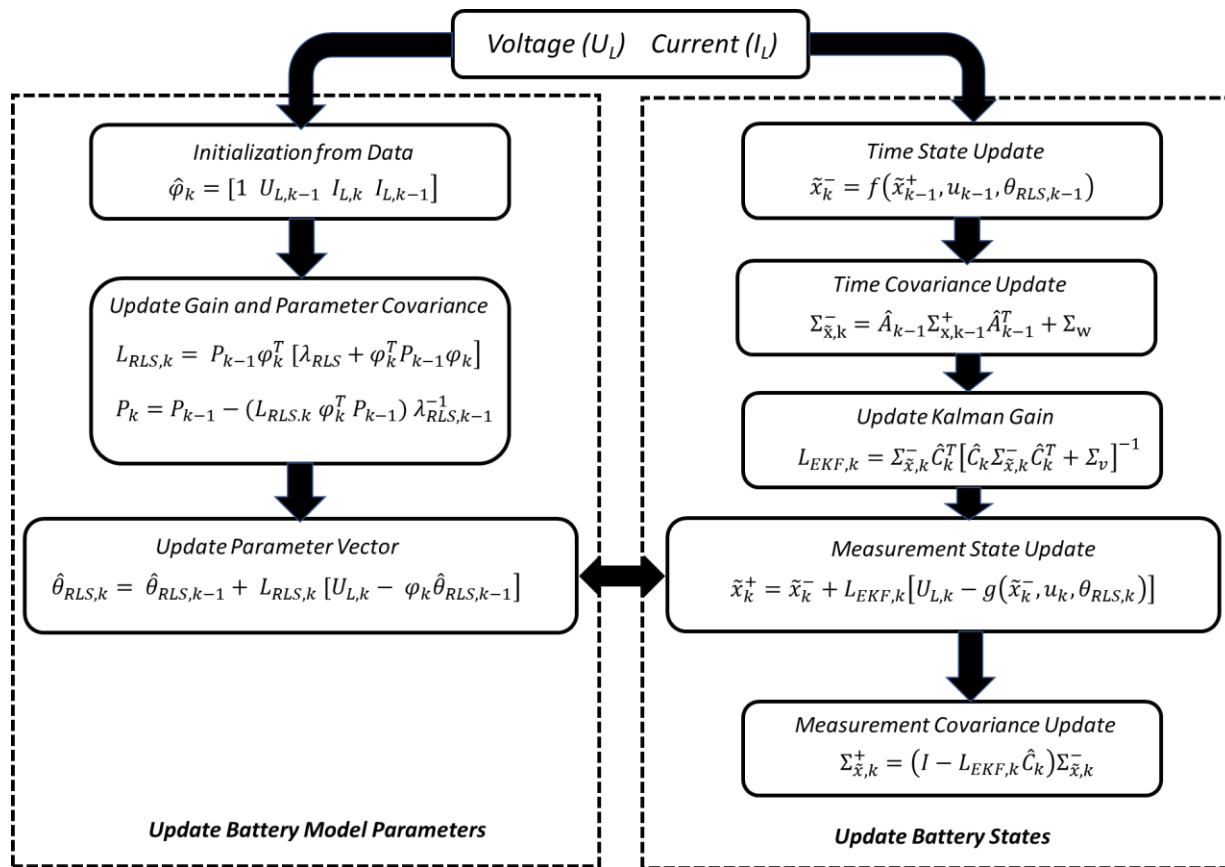 Voltage (U_L) Current (I_L)
Initialization from Data
φ̂_k = [1 U_{L,k−1} I_{L,k} I_{L,k−1}]
Update Gain and Parameter Covariance
L_{RLS,k} = P_{k−1}φ_k^T [λ_{RLS} + φ_k^T P_{k−1}φ_k]
P_k = P_{k−1} − (L_{RLS.k} φ_k^T P_{k−1}) λ_{RLS,k−1}^{−1}
Update Parameter Vector
θ̂_{RLS,k} = θ̂_{RLS,k−1} + L_{RLS,k} [U_{L,k} − φ_k θ̂_{RLS,k−1}]
Update Battery Model Parameters
Time State Update
x̃_k^− = f(x̃_{k−1}^+, u_{k−1}, θ_{RLS,k−1})
Time Covariance Update
Σ_{x̃,k}^− = Â_{k−1}Σ_{x,k−1}^+ Â_{k−1}^T + Σ_w
Update Kalman Gain
L_{EKF,k} = Σ_{x̃,k}^− Ĉ_k^T [Ĉ_k Σ_{x̃,k}^− Ĉ_k^T + Σ_v]^{−1}
Measurement State Update
x̃_k^+ = x̃_k^− + L_{EKF,k}[U_{L,k} − g(x̃_k^−, u_k, θ_{RLS,k})]
Measurement Covariance Update
Σ_{x̃,k}^+ = (I − L_{EKF,k} Ĉ_k)Σ_{x̃,k}^−
Update Battery States